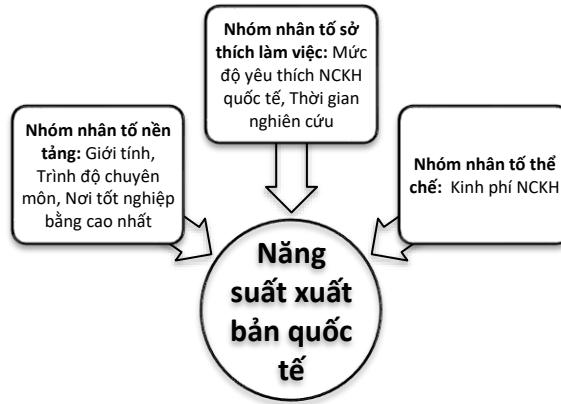 Nhóm nhân tố sở
thích làm việc: Mức
độ yêu thích NCKH
quốc tế, Thời gian
nghiên cứu
Nhóm nhân tố nền
tảng: Giới tính,
Trình độ chuyên
môn, Nơi tốt nghiệp
bằng cao nhất
Nhóm nhân tố thể
chế: Kinh phí NCKH
Năng
suất xuất
bản quốc
tế